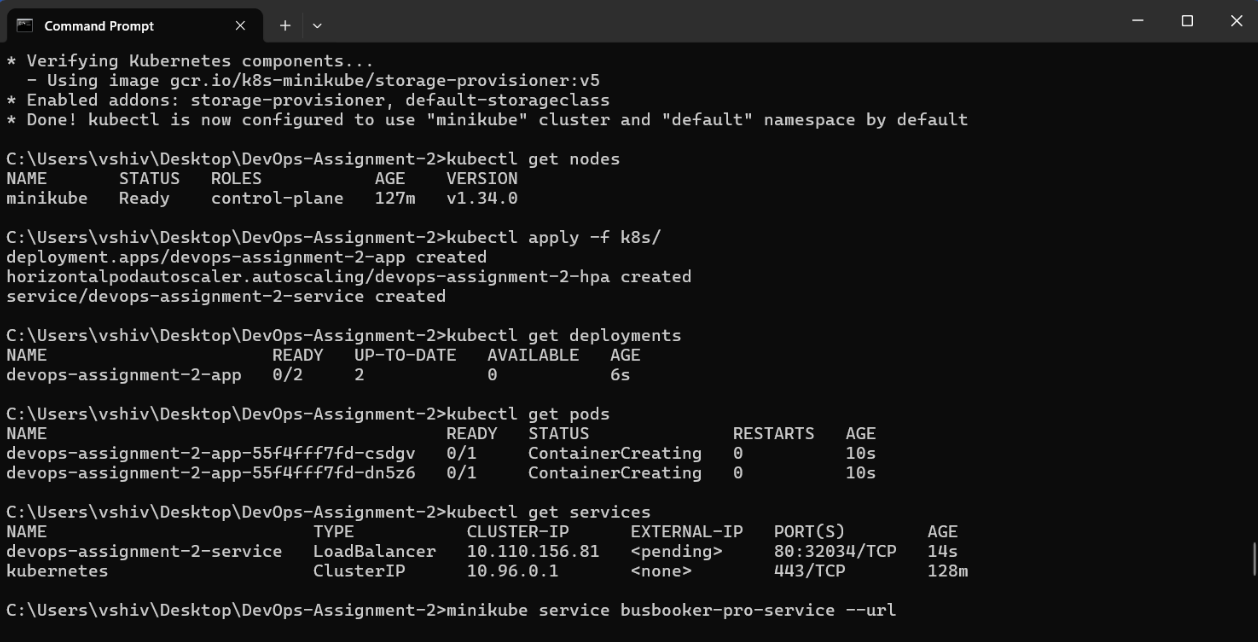 Command Prompt
* Verifying Kubernetes components...
  - Using image gcr.io/k8s-minikube/storage-provisioner:v5
* Enabled addons: storage-provisioner, default-storageclass
* Done! kubectl is now configured to use "minikube" cluster and "default" namespace by default
C:\Users\vshiv\Desktop\DevOps-Assignment-2>kubectl get nodes
NAME       STATUS   ROLES           AGE    VERSION
minikube   Ready    control-plane   127m   v1.34.0
C:\Users\vshiv\Desktop\DevOps-Assignment-2>kubectl apply -f k8s/
deployment.apps/devops-assignment-2-app created
horizontalpodautoscaler.autoscaling/devops-assignment-2-hpa created
service/devops-assignment-2-service created
C:\Users\vshiv\Desktop\DevOps-Assignment-2>kubectl get deployments
NAME                      READY   UP-TO-DATE   AVAILABLE   AGE
devops-assignment-2-app   0/2     2            0           6s
C:\Users\vshiv\Desktop\DevOps-Assignment-2>kubectl get pods
NAME                                       READY   STATUS              RESTARTS   AGE
devops-assignment-2-app-55f4fff7fd-csdgv   0/1     ContainerCreating   0          10s
devops-assignment-2-app-55f4fff7fd-dn5z6   0/1     ContainerCreating   0          10s
C:\Users\vshiv\Desktop\DevOps-Assignment-2>kubectl get services
NAME                          TYPE           CLUSTER-IP      EXTERNAL-IP   PORT(S)        AGE
devops-assignment-2-service   LoadBalancer   10.110.156.81   <pending>     80:32034/TCP   14s
kubernetes                    ClusterIP      10.96.0.1       <none>        443/TCP        128m
C:\Users\vshiv\Desktop\DevOps-Assignment-2>minikube service busbooker-pro-service --url